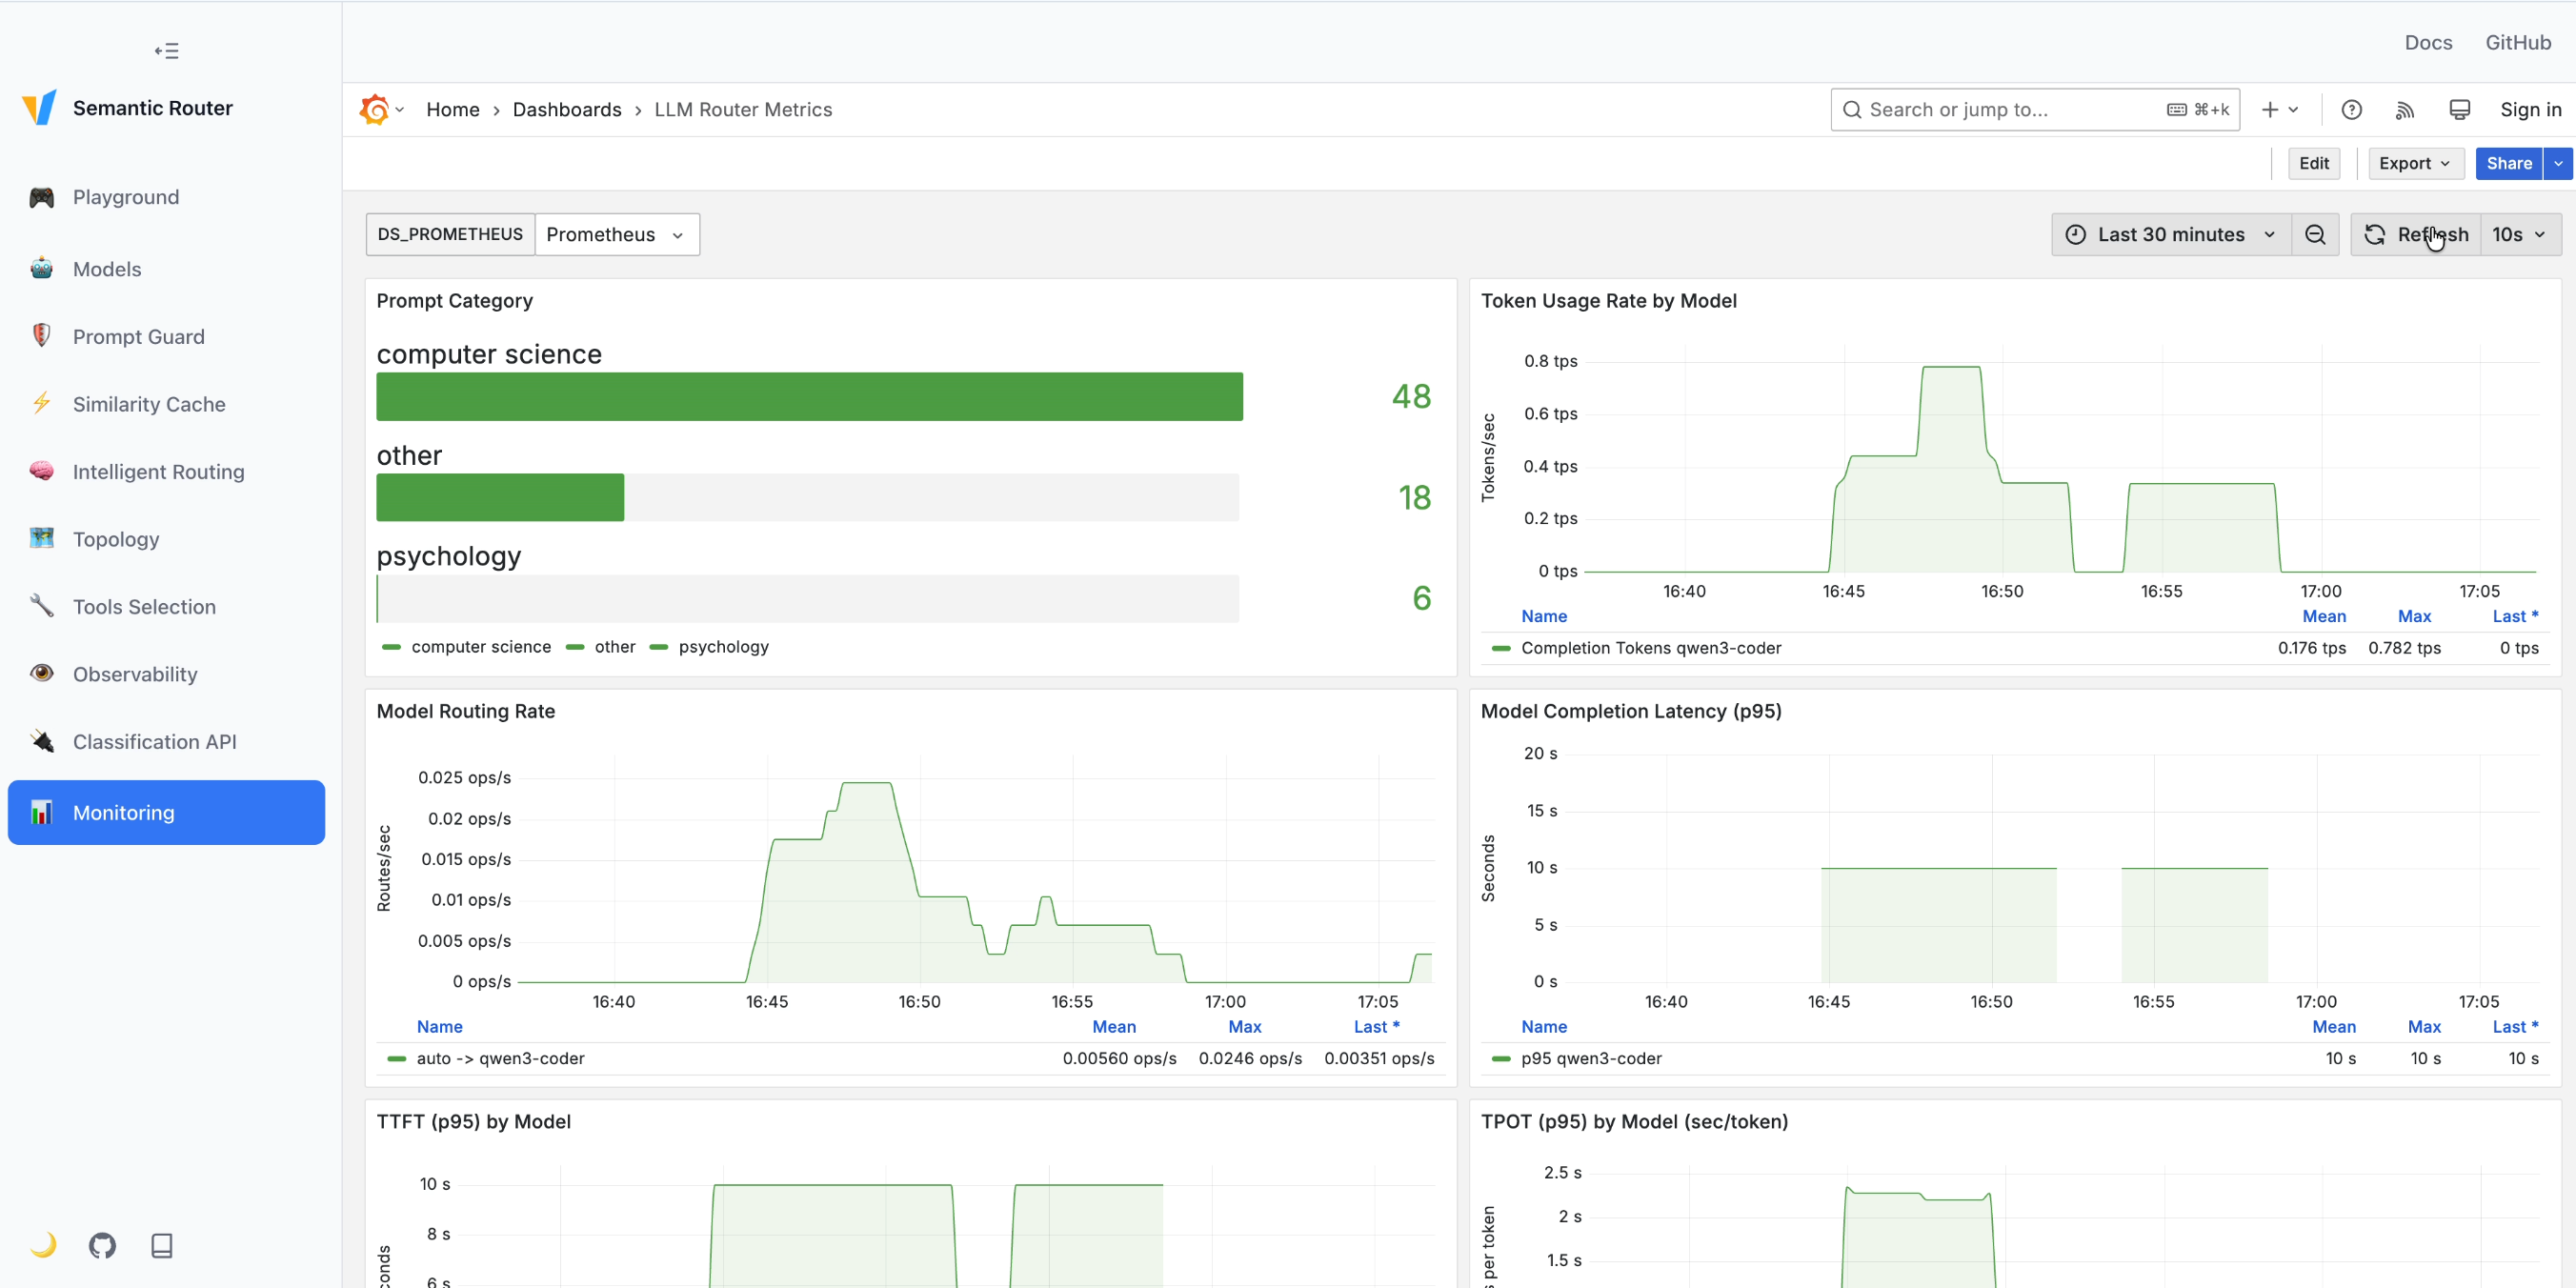 Docs GitHub
Semantic Router
Home › Dashboards › LLM Router Metrics
Search or jump to... ⌘+k
Sign in
Edit Export Share
Playground
Models
Prompt Guard
Similarity Cache
Intelligent Routing
Topology
Tools Selection
Observability
Classification API
Monitoring
DS_PROMETHEUS Prometheus
Last 30 minutes Refresh 10s
Prompt Category
computer science
48
other
18
psychology
6
computer science other psychology
Token Usage Rate by Model
Tokens/sec
0.8 tps
0.6 tps
0.4 tps
0.2 tps
0 tps
16:40 16:45 16:50 16:55 17:00 17:05
Name Mean Max Last *
Completion Tokens qwen3-coder 0.176 tps 0.782 tps 0 tps
Model Routing Rate
Routes/sec
0.025 ops/s
0.02 ops/s
0.015 ops/s
0.01 ops/s
0.005 ops/s
0 ops/s
16:40 16:45 16:50 16:55 17:00 17:05
Name Mean Max Last *
auto -> qwen3-coder 0.00560 ops/s 0.0246 ops/s 0.00351 ops/s
Model Completion Latency (p95)
Seconds
20 s
15 s
10 s
5 s
0 s
16:40 16:45 16:50 16:55 17:00 17:05
Name Mean Max Last *
p95 qwen3-coder 10 s 10 s 10 s
TTFT (p95) by Model
10 s
8 s
6 s
TPOT (p95) by Model (sec/token)
per token
2.5 s
2 s
1.5 s